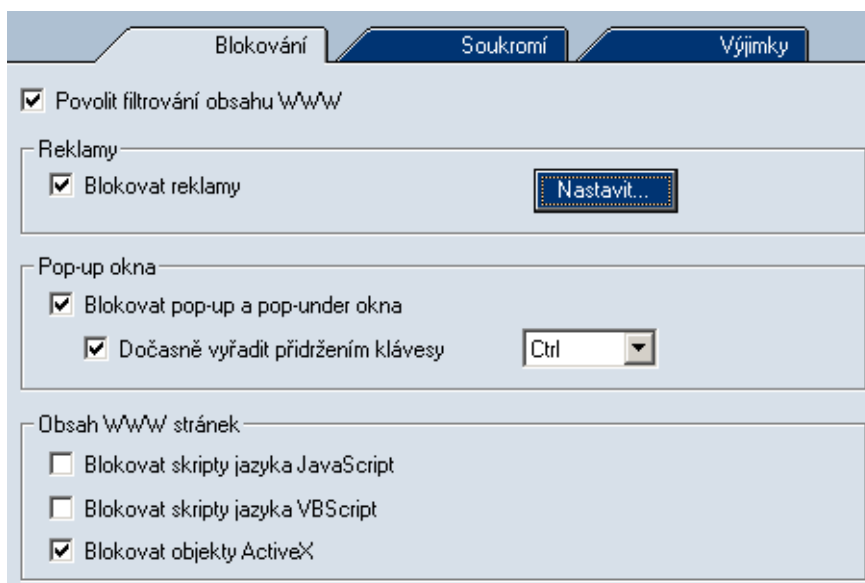 Blokování Soukromí Výjimky
Povolit filtrování obsahu WWW
Reklamy
Blokovat reklamy Nastavit...
Pop-up okna
Blokovat pop-up a pop-under okna
Dočasně vyřadit přidržením klávesy Ctrl
Obsah WWW stránek
Blokovat skripty jazyka JavaScript
Blokovat skripty jazyka VBScript
Blokovat objekty ActiveX